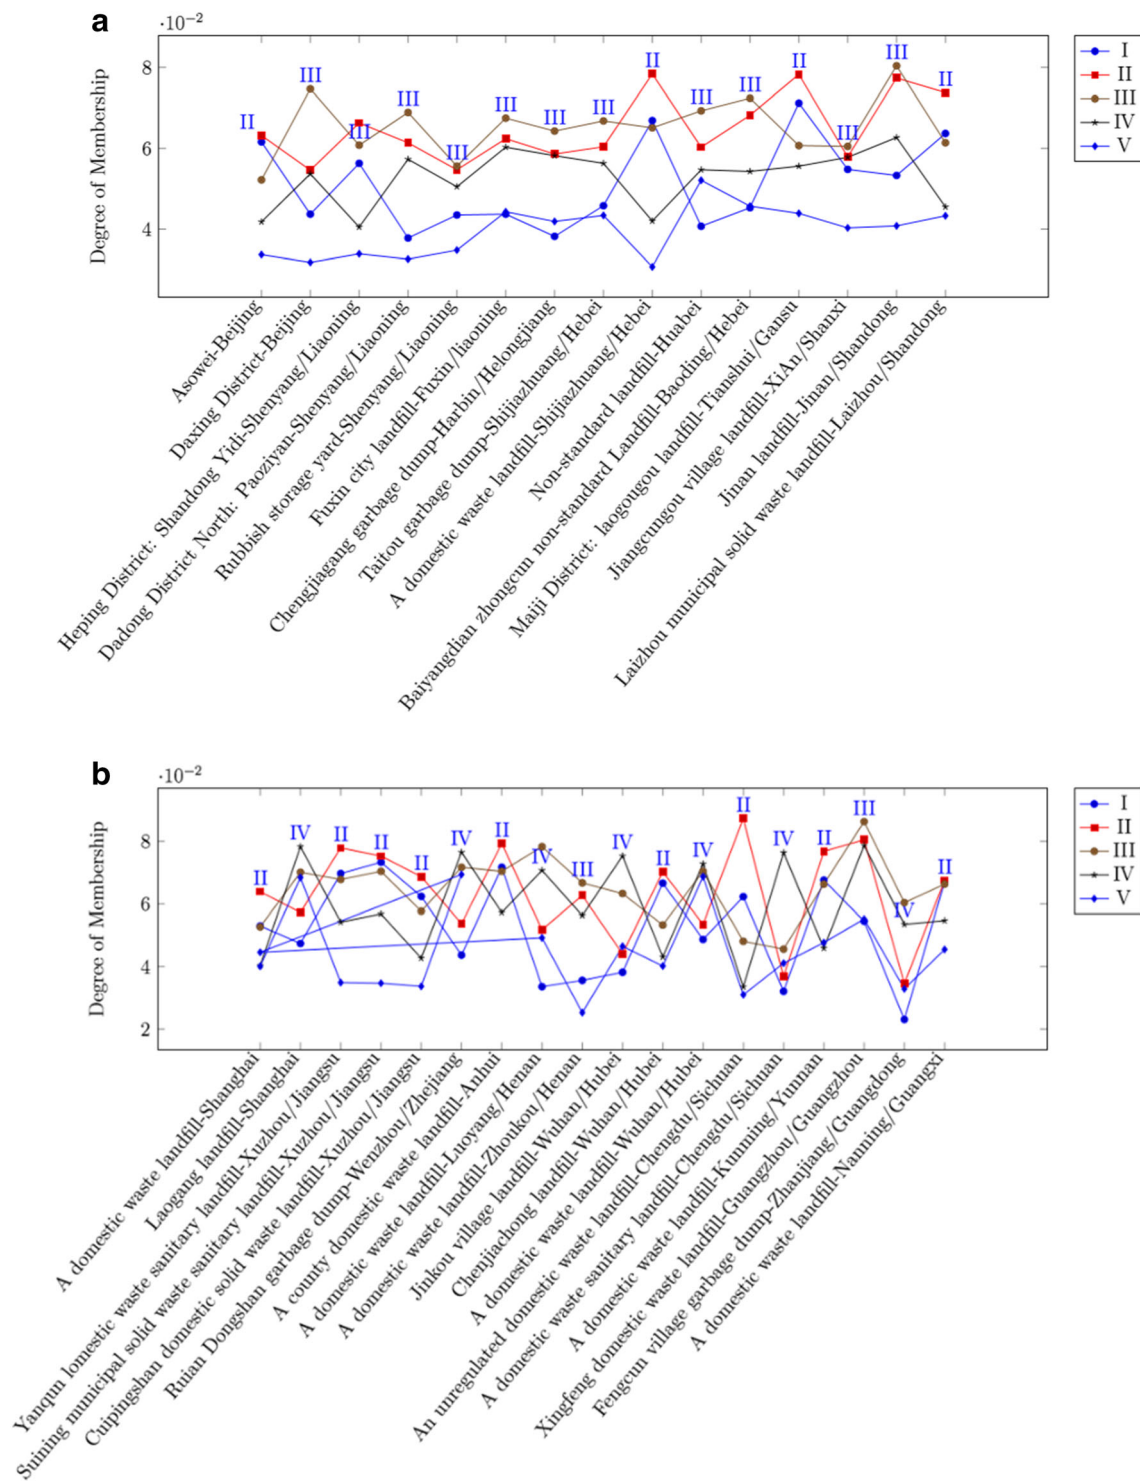 a
·10⁻²
Degree of Membership
8
6
4
II III III III III III III III II III III II III III II
I
II
III
IV
V
Asowei-Beijing
Daxing District-Beijing
Heping District: Shandong Yidi-Shenyang/Liaoning
Dadong District North: Paoziyan-Shenyang/Liaoning
Rubbish storage yard-Shenyang/Liaoning
Fuxin city landfill-Fuxin/liaoning
Chengjiagang garbage dump-Harbin/Helongjiang
Taitou garbage dump-Shijiazhuang/Hebei
A domestic waste landfill-Shijiazhuang/Hebei
Non-standard landfill-Huabei
Baiyangdian zhongcun non-standard Landfill-Baoding/Hebei
Maiji District: laogougou landfill-Tianshui/Gansu
Jiangcungou village landfill-XiAn/Shanxi
Jinan landfill-Jinan/Shandong
Laizhou municipal solid waste landfill-Laizhou/Shandong
b
·10⁻²
Degree of Membership
8
6
4
2
II IV II II II IV II IV III IV II IV II IV II III IV II
I
II
III
IV
V
A domestic waste landfill-Shanghai
Laogang landfill-Shanghai
Yanqun lomestic waste sanitary landfill-Xuzhou/Jiangsu
Suining municipal solid waste sanitary landfill-Xuzhou/Jiangsu
Cuipingshan domestic solid waste landfill-Xuzhou/Jiangsu
Ruian Dongshan garbage dump-Wenzhou/Zhejiang
A county domestic waste landfill-Anhui
A domestic waste landfill-Luoyang/Henan
A domestic waste landfill-Zhoukou/Henan
Jinkou village landfill-Wuhan/Hubei
Chenjiachong landfill-Wuhan/Hubei
A domestic waste landfill-Wuhan/Hubei
An unregulated domestic waste landfill-Chengdu/Sichuan
A domestic waste sanitary landfill-Chengdu/Sichuan
A domestic waste landfill-Kunming/Yunnan
Xingfeng domestic waste landfill-Guangzhou/Guangzhou
Fengcun village garbage dump-Zhanjiang/Guangdong
A domestic waste landfill-Nanning/Guangxi